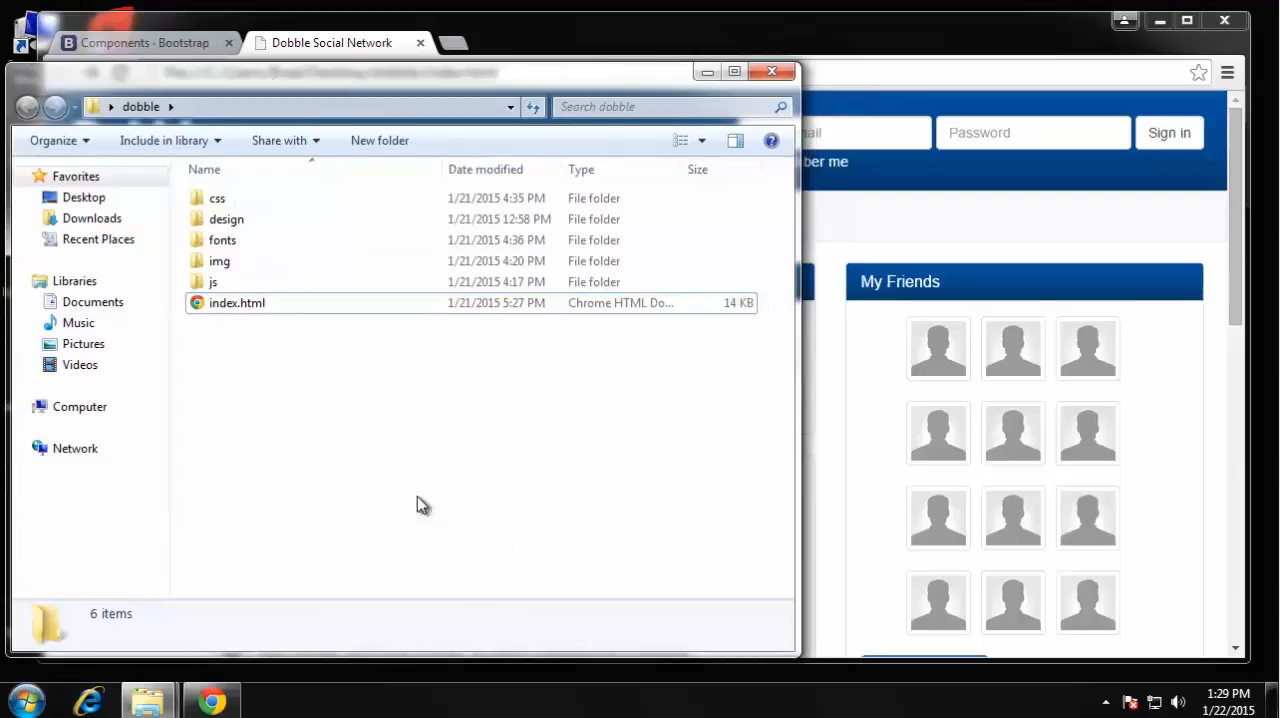 Components - Bootstrap
Dobble Social Network
dobble
Search dobble
Organize
Include in library
Share with
New folder
Name
Date modified
Type
Size
Favorites
Desktop
Downloads
Recent Places
Libraries
Documents
Music
Pictures
Videos
Computer
Network
css 1/21/2015 4:35 PM File folder
design 1/21/2015 12:58 PM File folder
fonts 1/21/2015 4:36 PM File folder
img 1/21/2015 4:20 PM File folder
js 1/21/2015 4:17 PM File folder
index.html 1/21/2015 5:27 PM Chrome HTML Do... 14 KB
6 items
ail
Password
Sign in
ber me
My Friends
1:29 PM
1/22/2015